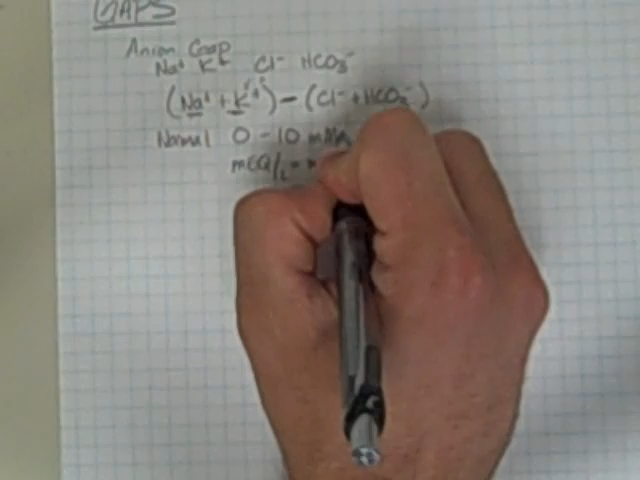 GAPS
Anion Gap
Na⁺ K⁺ Cl⁻ HCO₃⁻
(Na⁺ + K⁺) - (Cl⁻ + HCO₃⁻)
Normal 0 - 10
mEQ/L =